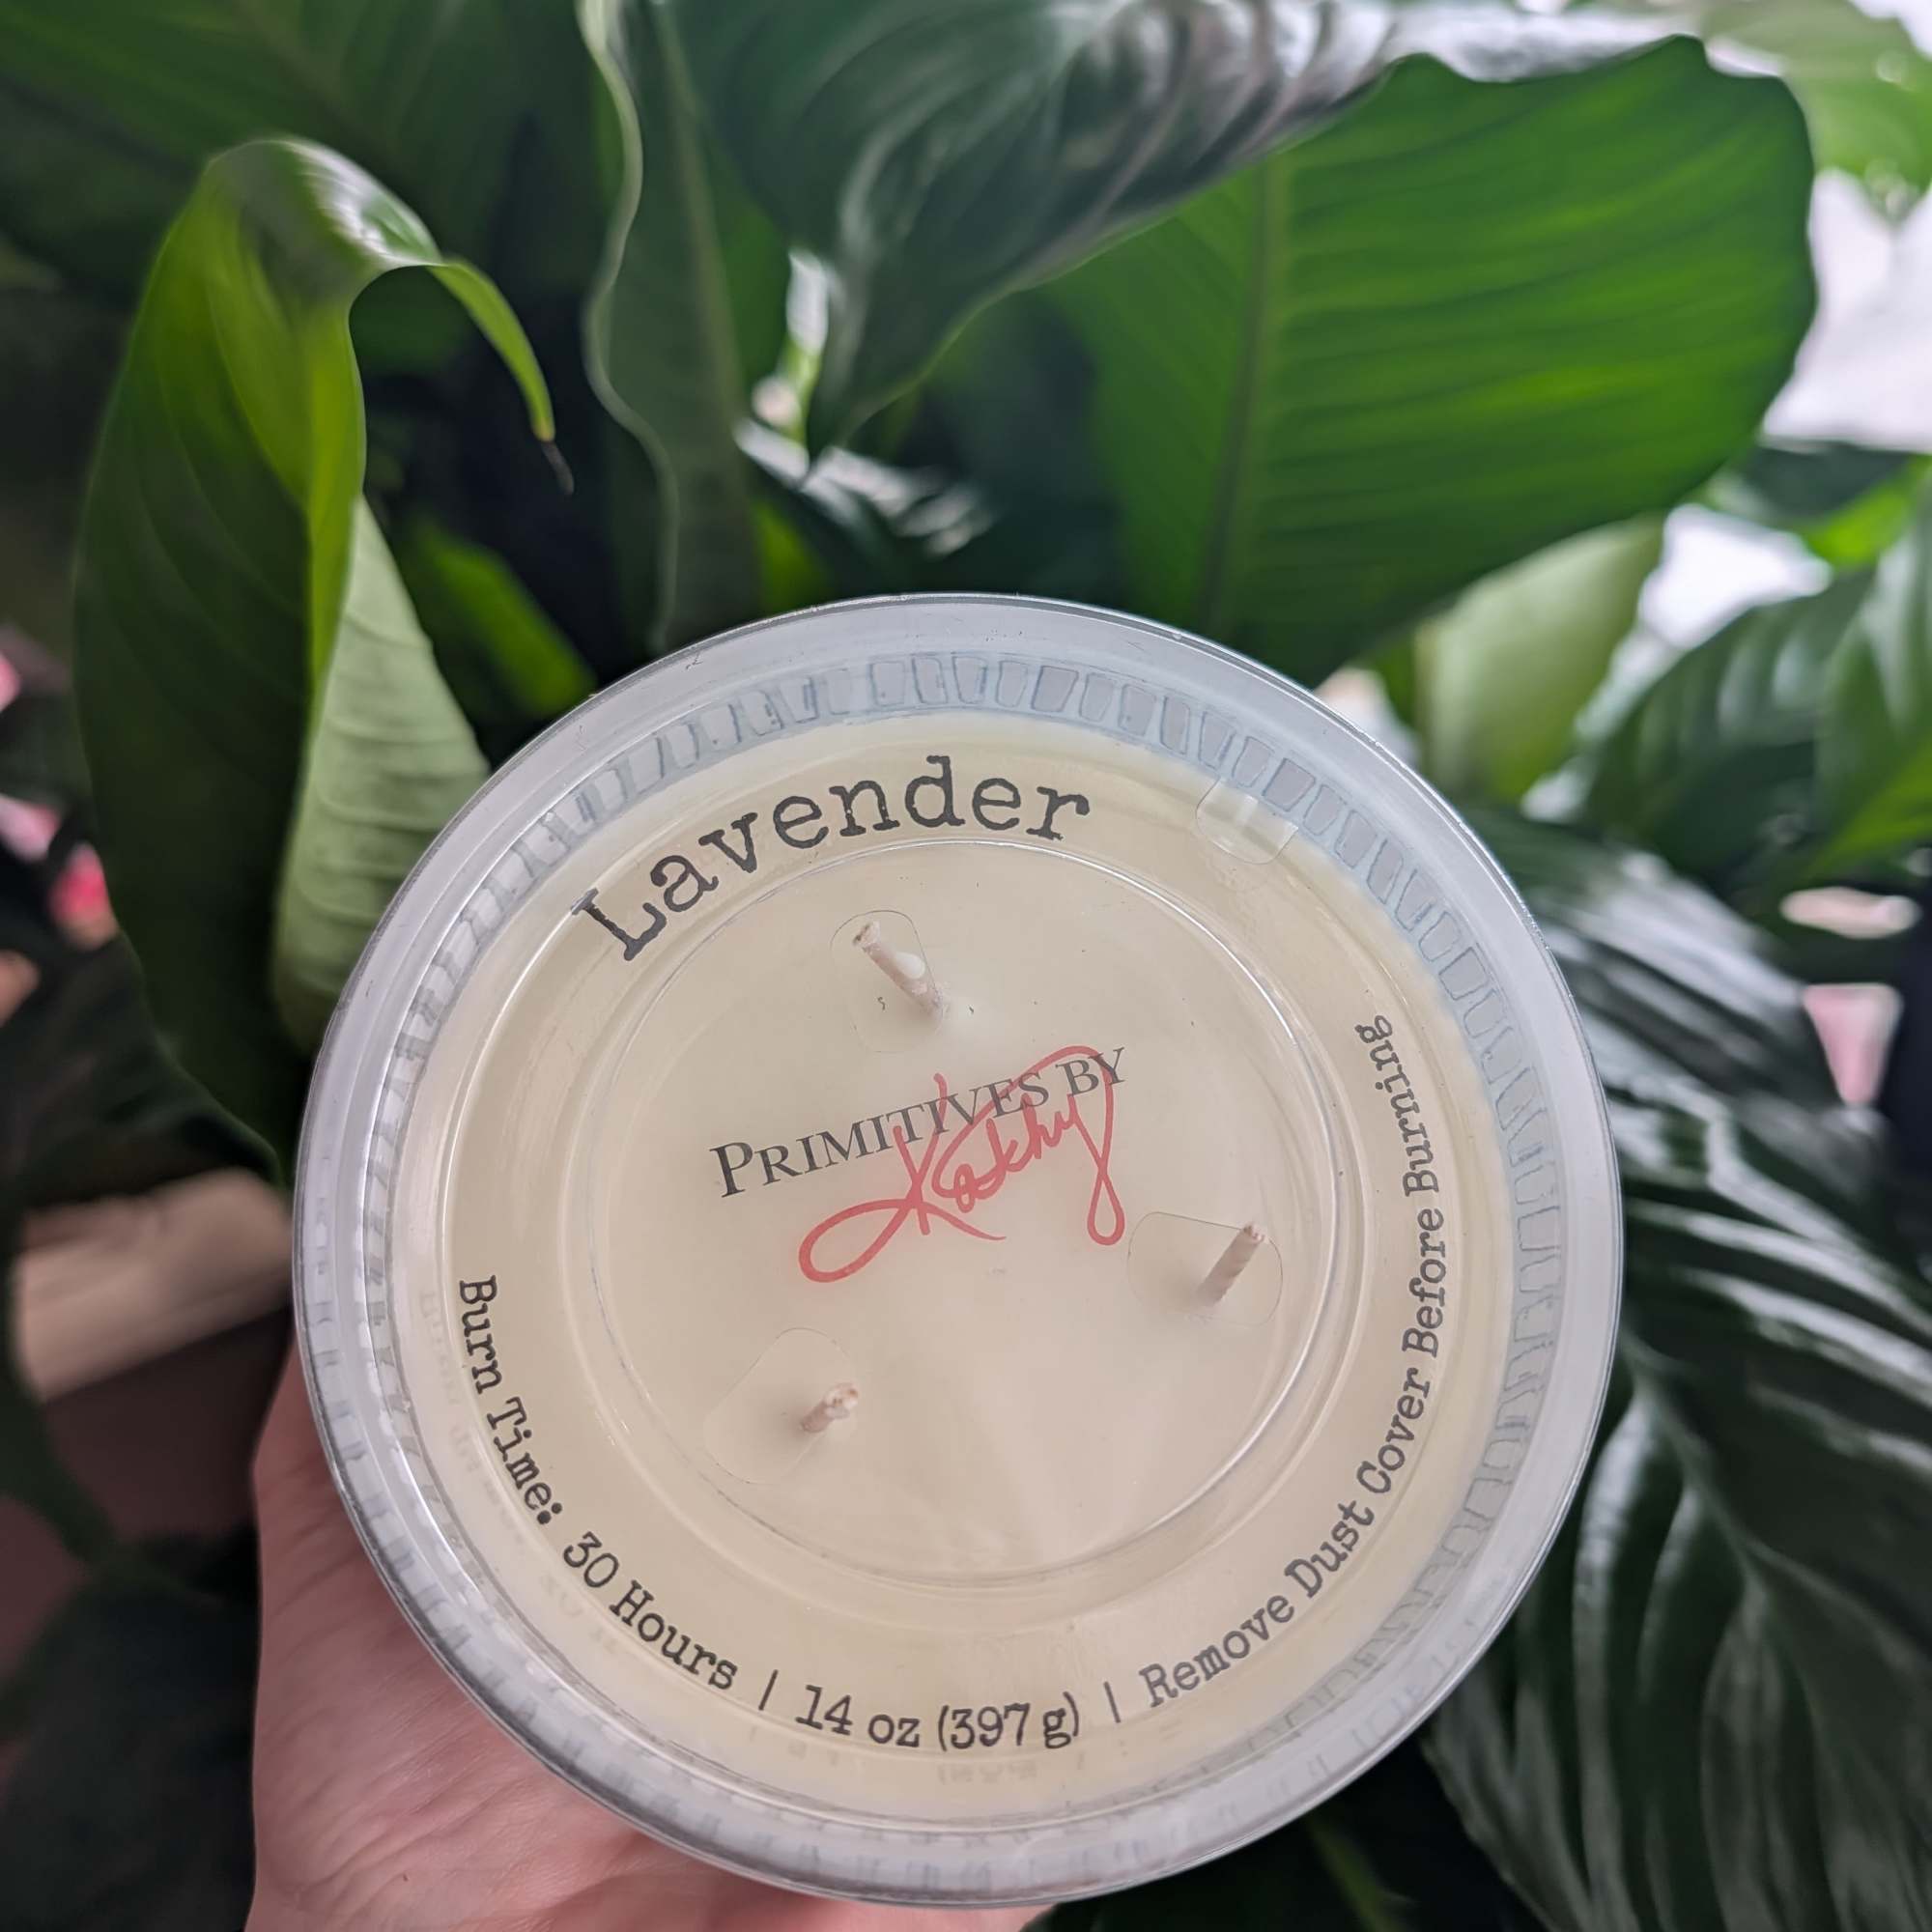 Lavender
PRIMITIVES BY
Kathy
Burn Time: 30 Hours | 14 oz (397 g) | Remove Dust Cover Before Burning